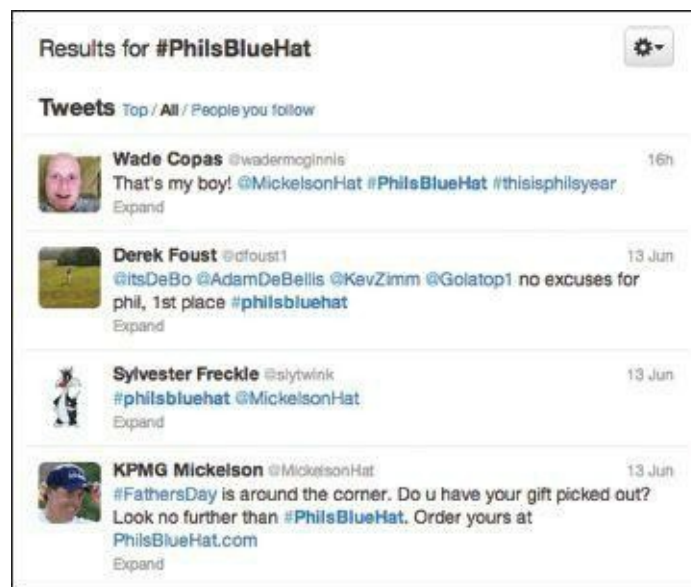 Results for #PhilsBlueHat
Tweets Top / All / People you follow
Wade Copas @wadermcginnis 16h
That's my boy! @MickelsonHat #PhilsBlueHat #thisisphilsyear
Expand
Derek Foust @dfoust1 13 Jun
@itsDeBo @AdamDeBellis @KevZimm @Golatop1 no excuses for
phil, 1st place #philsbluehat
Expand
Sylvester Freckle @slytwink 13 Jun
#philsbluehat @MickelsonHat
Expand
KPMG Mickelson @MickelsonHat 13 Jun
#FathersDay is around the corner. Do u have your gift picked out?
Look no further than #PhilsBlueHat. Order yours at
PhilsBlueHat.com
Expand